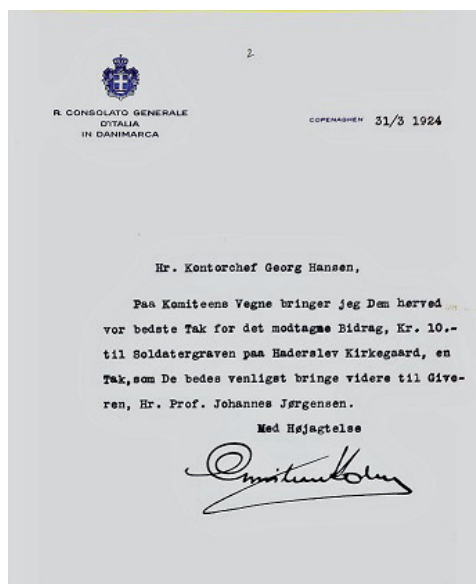 2
R. CONSOLATO GENERALE
D'ITALIA
IN DANIMARCA
COPENAGHEN 31/3 1924
Hr. Kontorchef Georg Hansen,
Paa Komiteens Vegne bringer jeg Dem herved
vor bedste Tak for det modtagne Bidrag, Kr. 10.-
til Soldatergraven paa Haderslev Kirkegaard, en
Tak,som De bedes venligst bringe videre til Give-
ren, Hr. Prof. Johannes Jørgensen.
Med Højagtelse